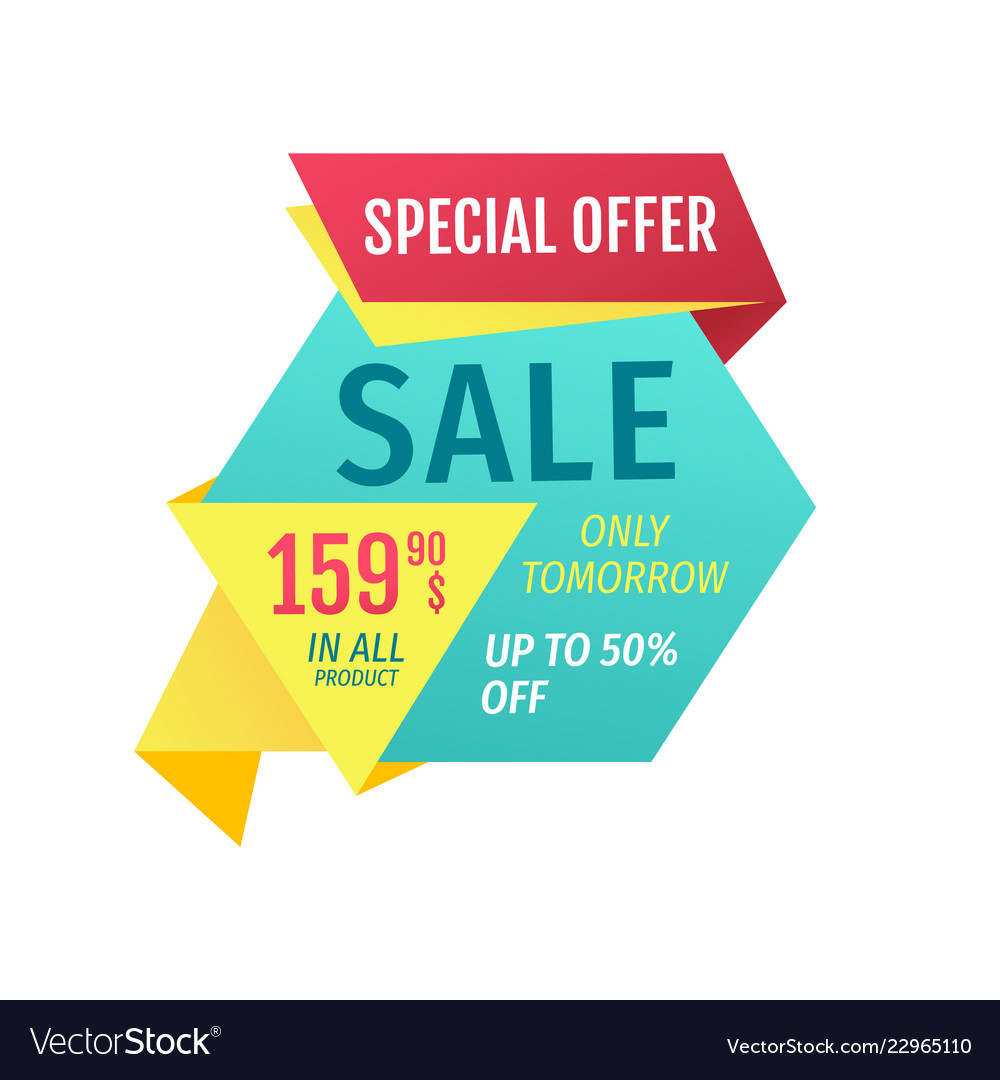 SPECIAL OFFER
SALE
159 90 $
IN ALL
PRODUCT
ONLY
TOMORROW
UP TO 50%
OFF
VectorStock®
VectorStock.com/22965110